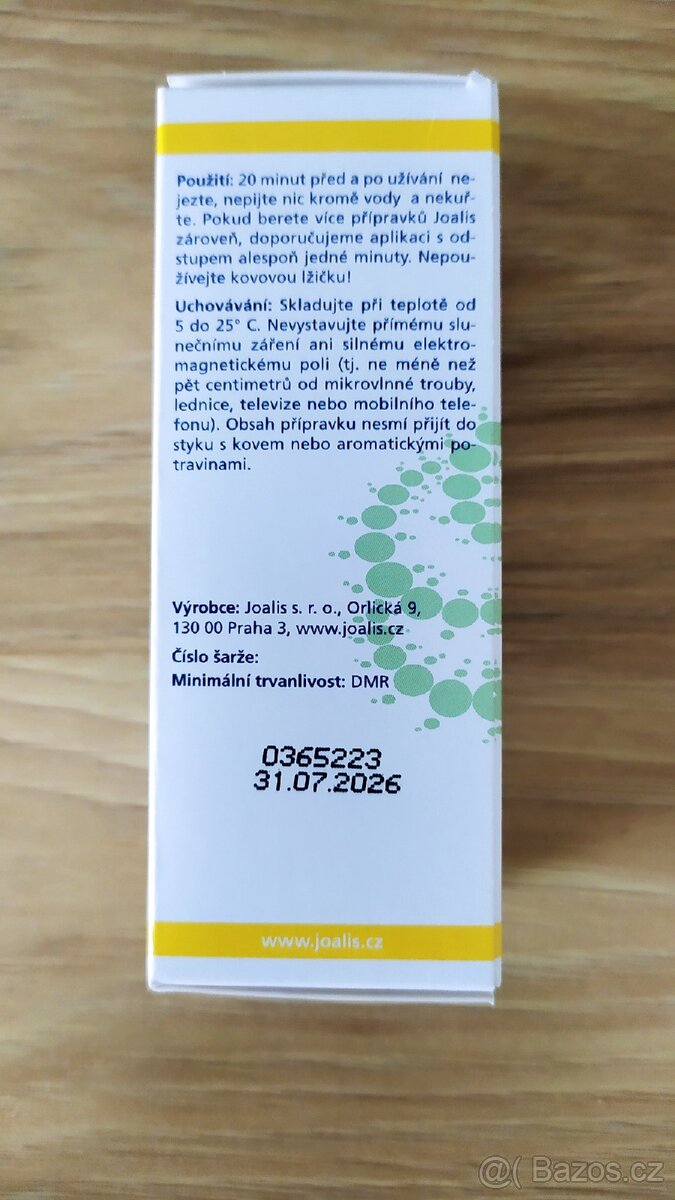 Použití: 20 minut před a po užívání ne-
jezte, nepijte nic kromě vody a nekuř-
te. Pokud berete více přípravků Joalis
zároveň, doporučujeme aplikaci s od-
stupem alespoň jedné minuty. Nepou-
žívejte kovovou lžičku!
Uchovávání: Skladujte při teplotě od
5 do 25° C. Nevystavujte přímému slu-
nečnímu záření ani silnému elektro-
magnetickému poli (tj. ne méně než
pět centimetrů od mikrovlnné trouby,
lednice, televize nebo mobilního tele-
fonu). Obsah přípravku nesmí přijít do
styku s kovem nebo aromatickými po-
travinami.
Výrobce: Joalis s. r. o., Orlická 9,
130 00 Praha 3, www.joalis.cz
Číslo šarže:
Minimální trvanlivost: DMR
0365223
31.07.2026
www.joalis.cz
@( Bazos.cz